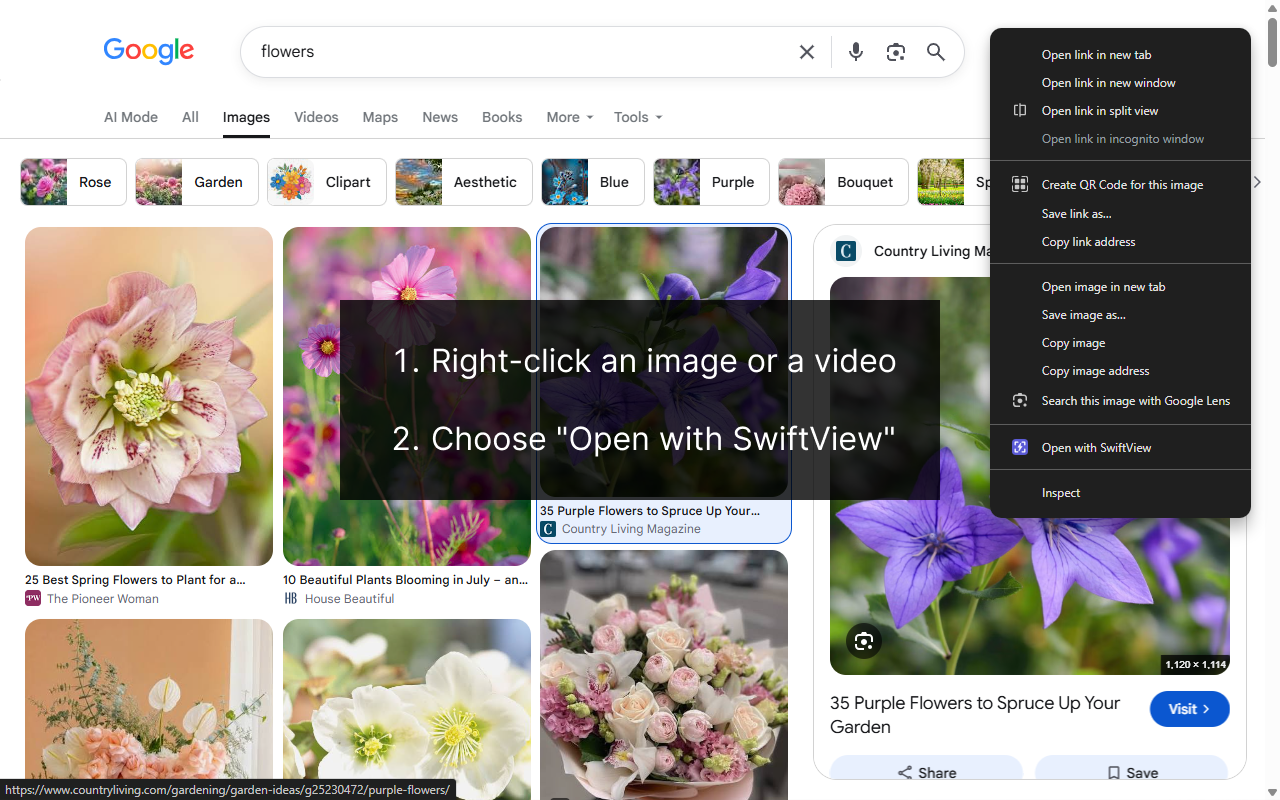 Google
flowers
AI Mode All Images Videos Maps News Books More Tools
Rose Garden Clipart Aesthetic Blue Purple Bouquet
Country Living
Open link in new tab
Open link in new window
Open link in split view
Open link in incognito window
Create QR Code for this image
Save link as...
Copy link address
Open image in new tab
Save image as...
Copy image
Copy image address
Search this image with Google Lens
Open with SwiftView
Inspect
1. Right-click an image or a video
2. Choose "Open with SwiftView"
25 Best Spring Flowers to Plant for a...
PW The Pioneer Woman
10 Beautiful Plants Blooming in July – an...
HB House Beautiful
35 Purple Flowers to Spruce Up Your...
C Country Living Magazine
C
1,120 × 1,114
35 Purple Flowers to Spruce Up Your
Garden
Visit
Share Save
https://www.countryliving.com/gardening/garden-ideas/g25230472/purple-flowers/